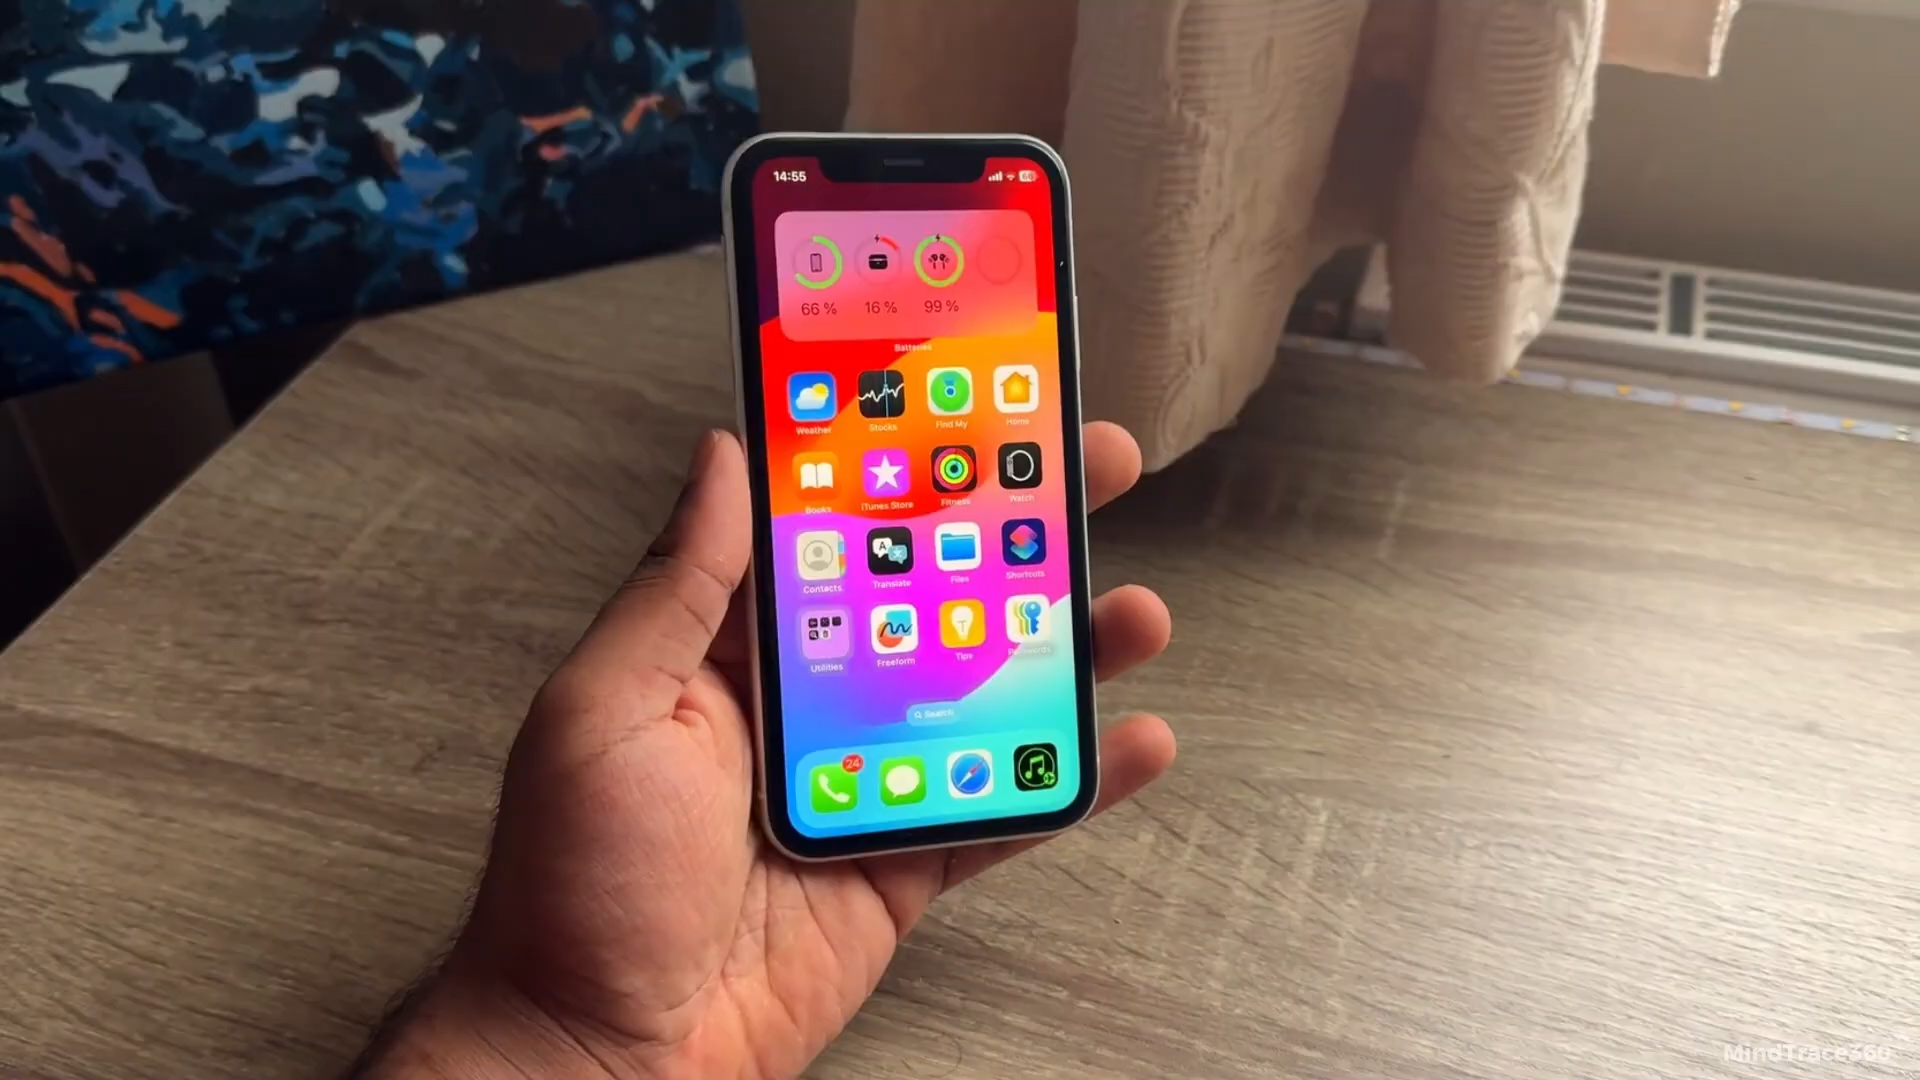 14:55
66 %
16 %
99 %
Batteries
Weather
Stocks
Find My
Home
Books
iTunes Store
Fitness
Watch
Contacts
Translate
Files
Shortcuts
Utilities
Freeform
Tips
Passwords
Search
24
MindTrace360